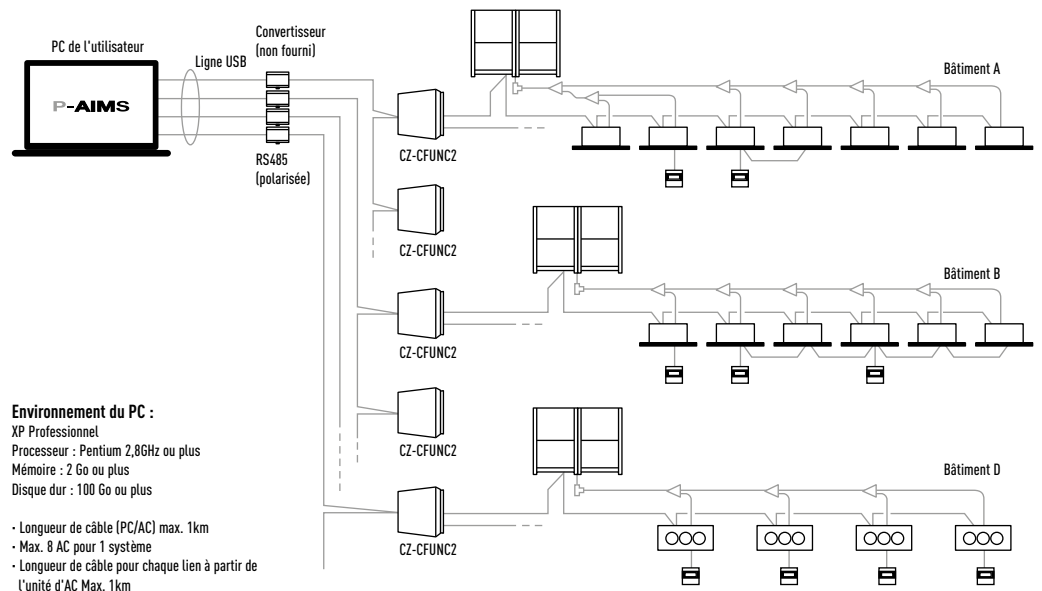 PC de l'utilisateur
P-AIMS
Ligne USB
Convertisseur
(non fourni)
RS485
(polarisée)
CZ-CFUNC2
Bâtiment A
CZ-CFUNC2
Bâtiment B
CZ-CFUNC2
CZ-CFUNC2
Bâtiment D
CZ-CFUNC2
Environnement du PC :
XP Professionnel
Processeur : Pentium 2,8GHz ou plus
Mémoire : 2 Go ou plus
Disque dur : 100 Go ou plus
· Longueur de câble (PC/AC) max. 1km
· Max. 8 AC pour 1 système
· Longueur de câble pour chaque lien à partir de
l'unité d'AC Max. 1km